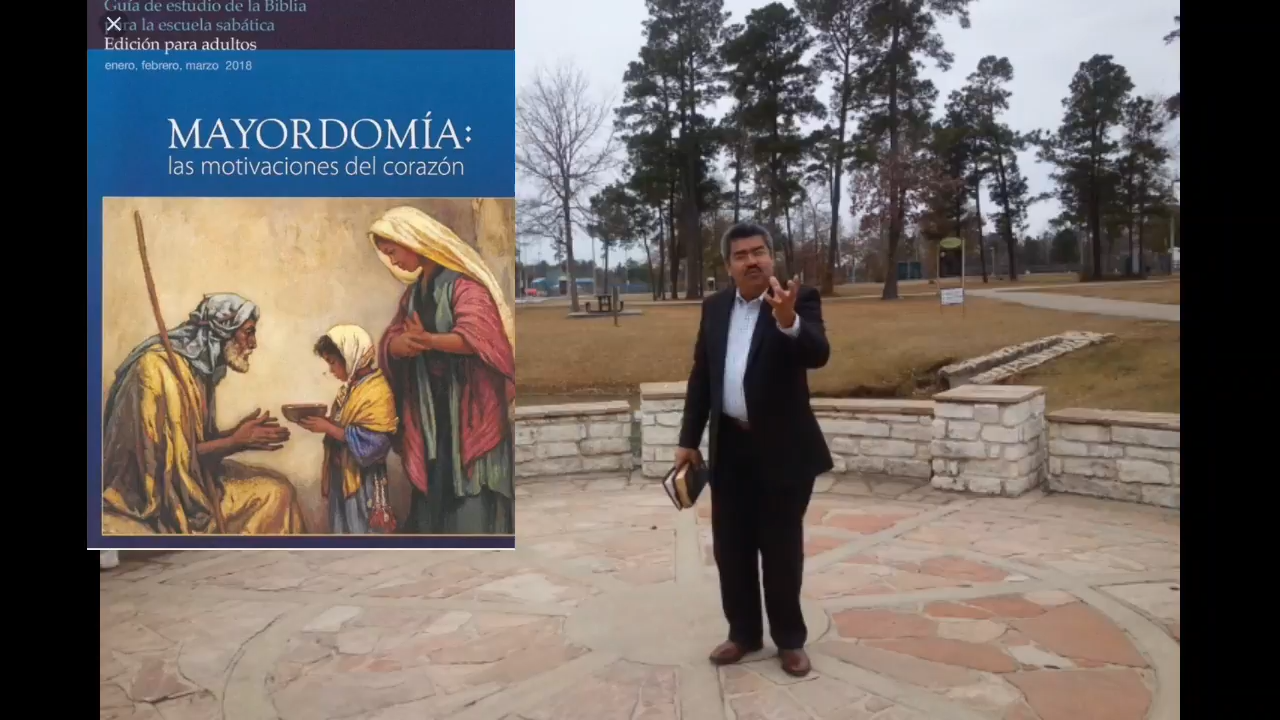 Guía de estudio de la Biblia
para la escuela sabática
Edición para adultos
enero, febrero, marzo 2018
MAYORDOMÍA:
las motivaciones del corazón